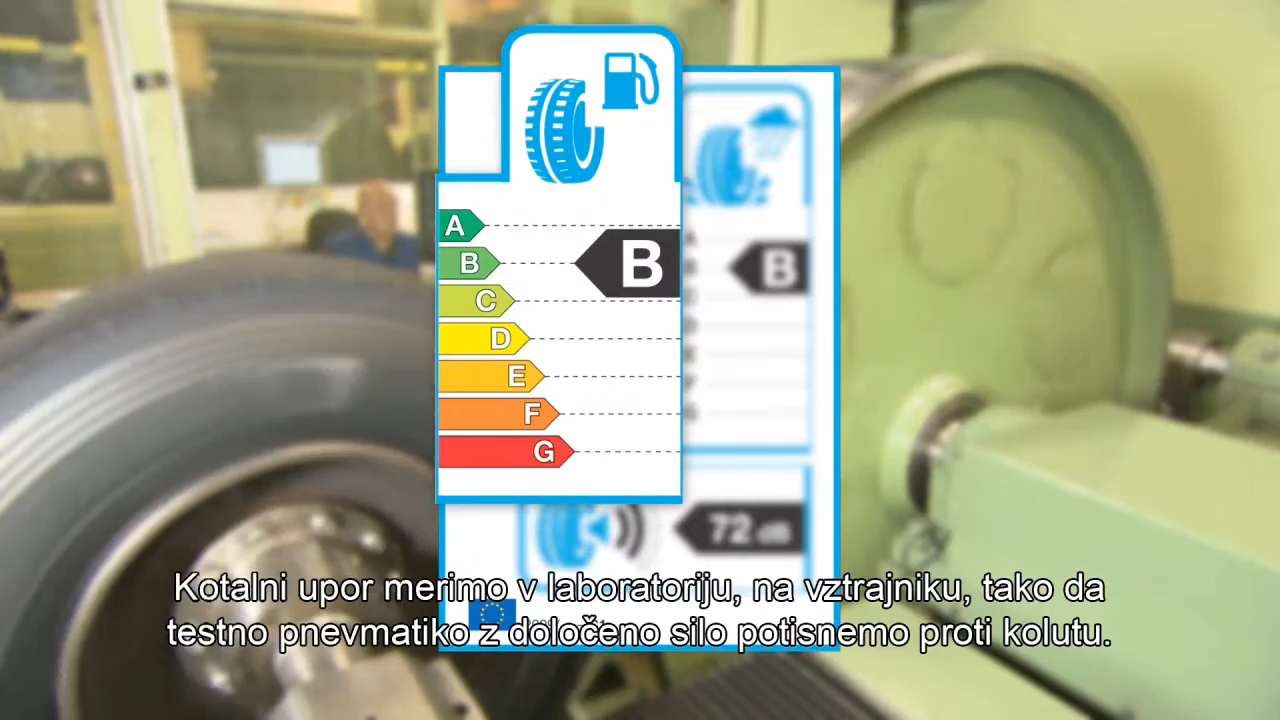 A
B
B
B
C
D
E
F
G
72 dB
Kotalni upor merimo v laboratoriju, na vztrajniku, tako da
testno pnevmatiko z določeno silo potisnemo proti kolutu.